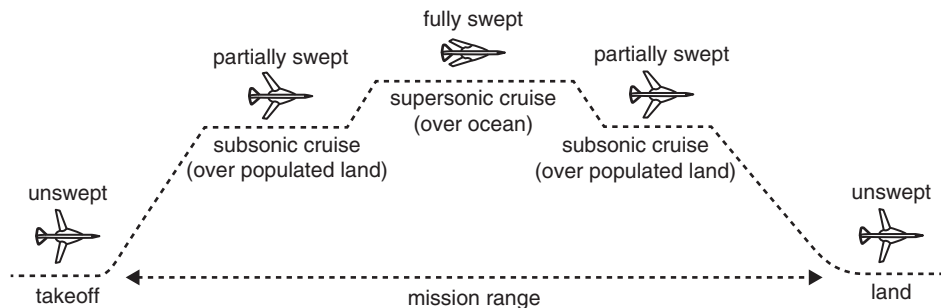 fully swept
partially swept
partially swept
supersonic cruise
(over ocean)
subsonic cruise
(over populated land)
subsonic cruise
(over populated land)
unswept
unswept
takeoff
mission range
land